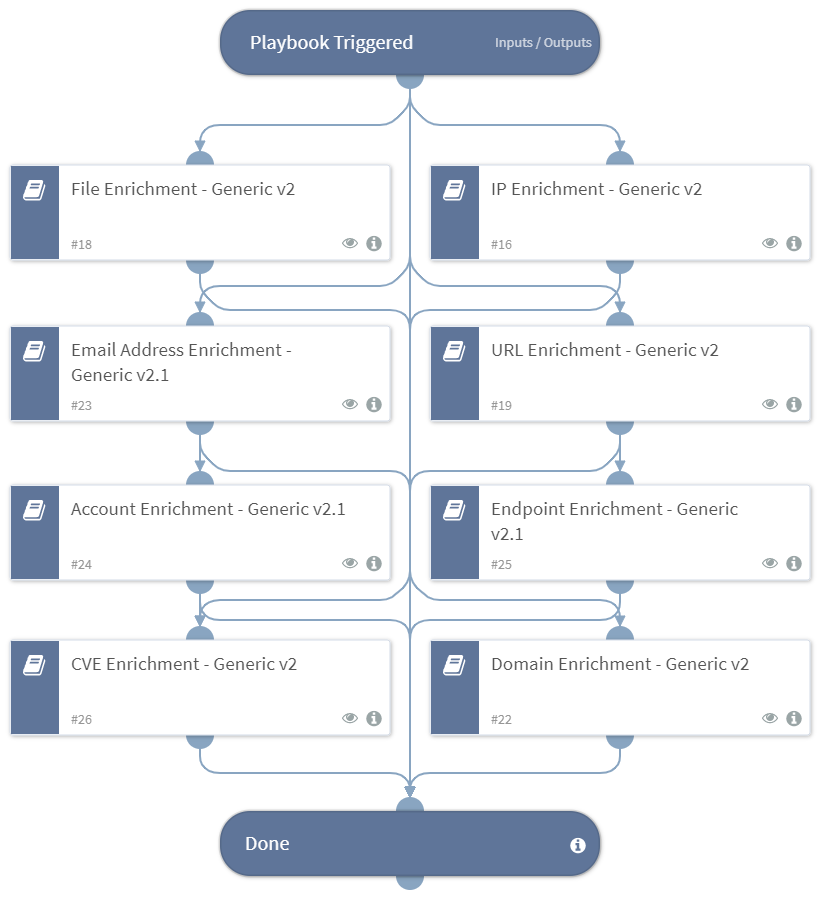 Playbook Triggered
Inputs / Outputs
File Enrichment - Generic v2
#18
IP Enrichment - Generic v2
#16
Email Address Enrichment -
Generic v2.1
#23
URL Enrichment - Generic v2
#19
Account Enrichment - Generic v2.1
#24
Endpoint Enrichment - Generic
v2.1
#25
CVE Enrichment - Generic v2
#26
Domain Enrichment - Generic v2
#22
Done